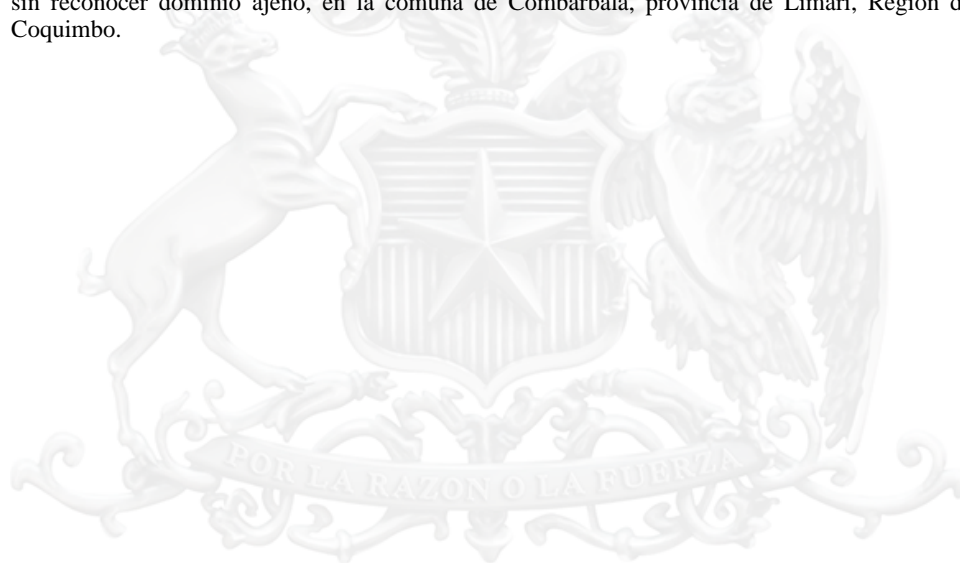 sin reconocer dominio ajeno, en la comuna de Combarbalá, provincia de Limarí, Región d
Coquimbo.
POR LA RAZON O LA FUERZA